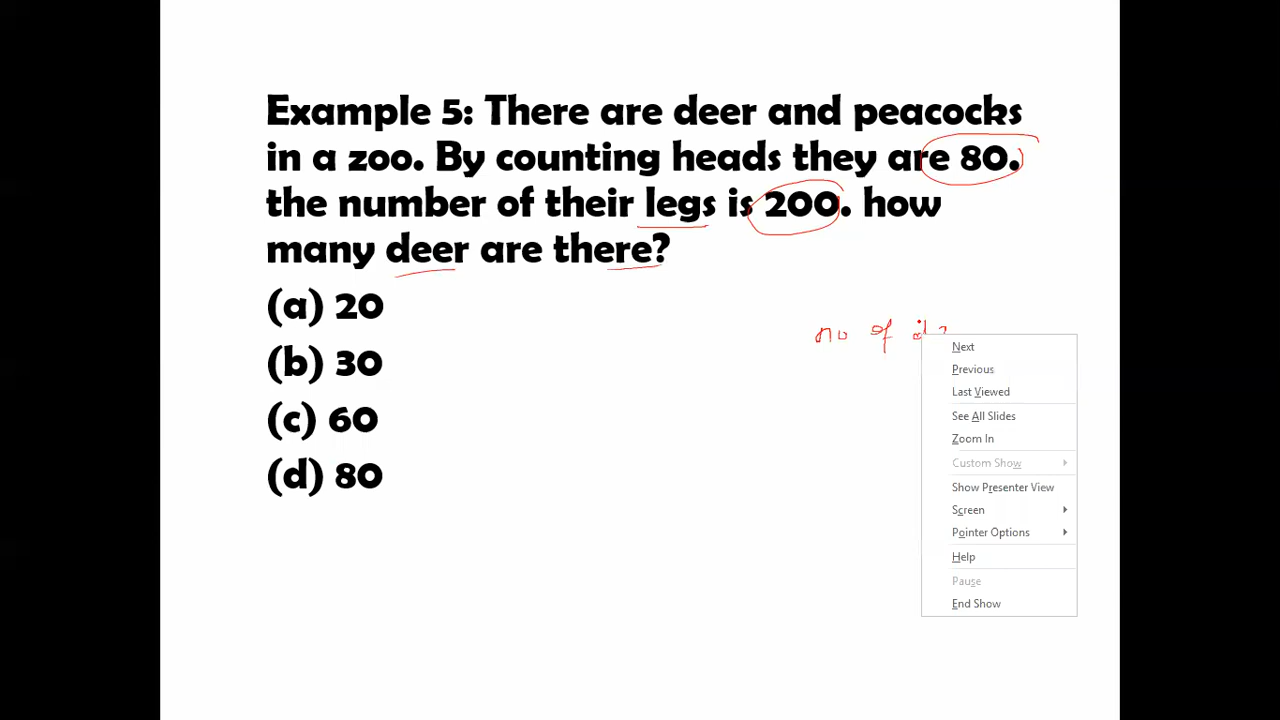 Example 5: There are deer and peacocks
in a zoo. By counting heads they are 80.
the number of their legs is 200. how
many deer are there?
(a) 20
(b) 30
(c) 60
(d) 80
no of
Next
Previous
Last Viewed
See All Slides
Zoom In
Custom Show
Show Presenter View
Screen
Pointer Options
Help
Pause
End Show